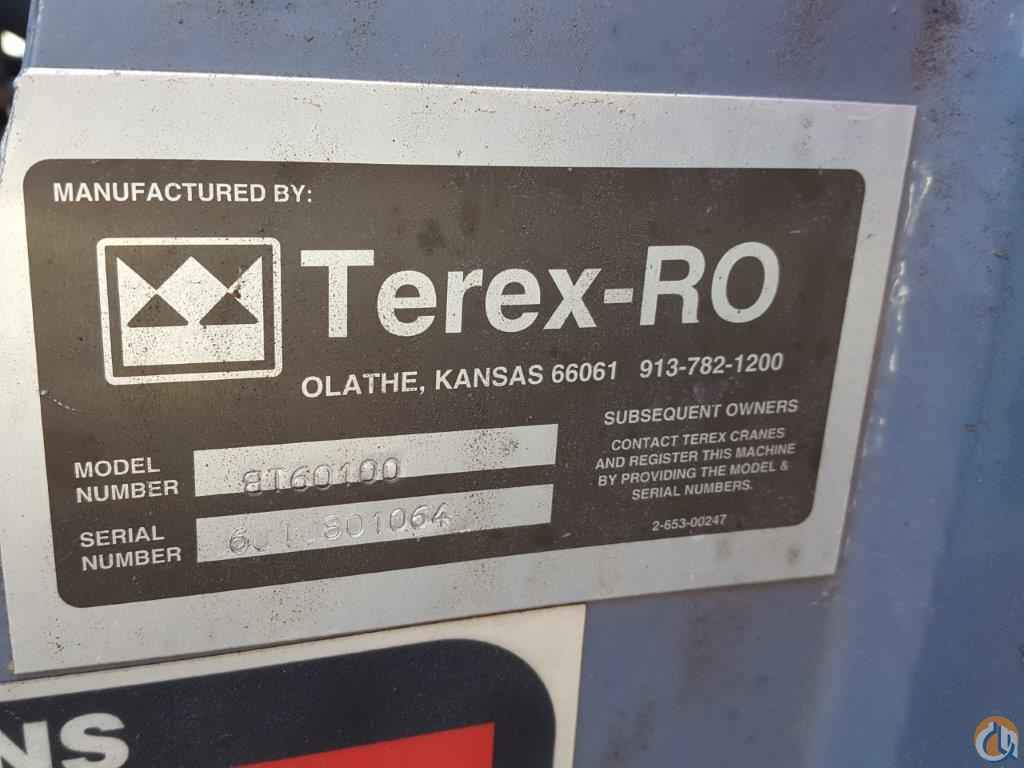 MANUFACTURED BY:
Terex-RO
OLATHE, KANSAS 66061 913-782-1200
SUBSEQUENT OWNERS
CONTACT TEREX CRANES
AND REGISTER THIS MACHINE
BY PROVIDING THE MODEL &
SERIAL NUMBERS.
2-653-00247
MODEL
NUMBER
BT60100
SERIAL
NUMBER
NS